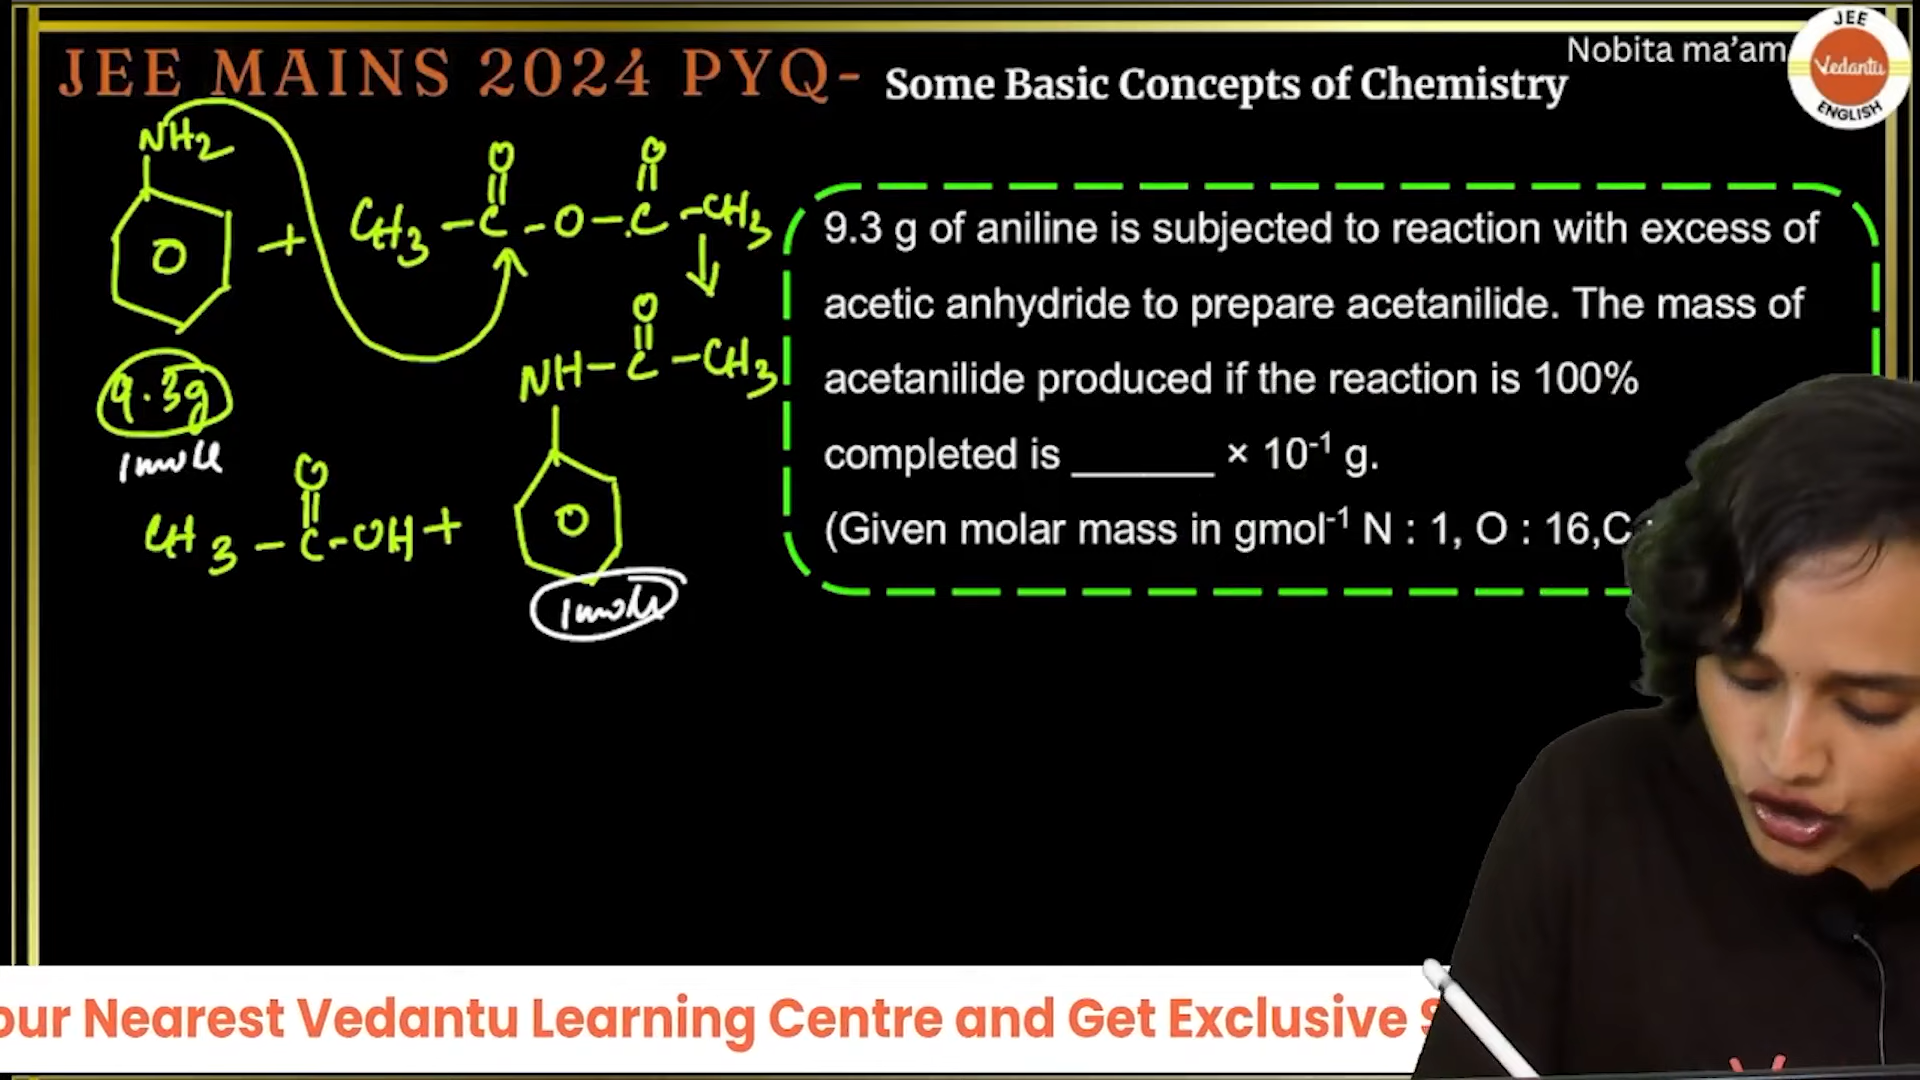 JEE MAINS 2024 PYQ- Some Basic Concepts of Chemistry
Nobita ma'am
JEE
Vedantu
ENGLISH
NH2
+ CH3-C-O-C-CH3
O O
9.3g
1mole
NH-C-CH3
O
CH3-C-OH+
O
1mole
9.3 g of aniline is subjected to reaction with excess of
acetic anhydride to prepare acetanilide. The mass of
acetanilide produced if the reaction is 100%
completed is ______ × 10⁻¹ g.
(Given molar mass in gmol⁻¹ N : 1, O : 16,C
our Nearest Vedantu Learning Centre and Get Exclusive